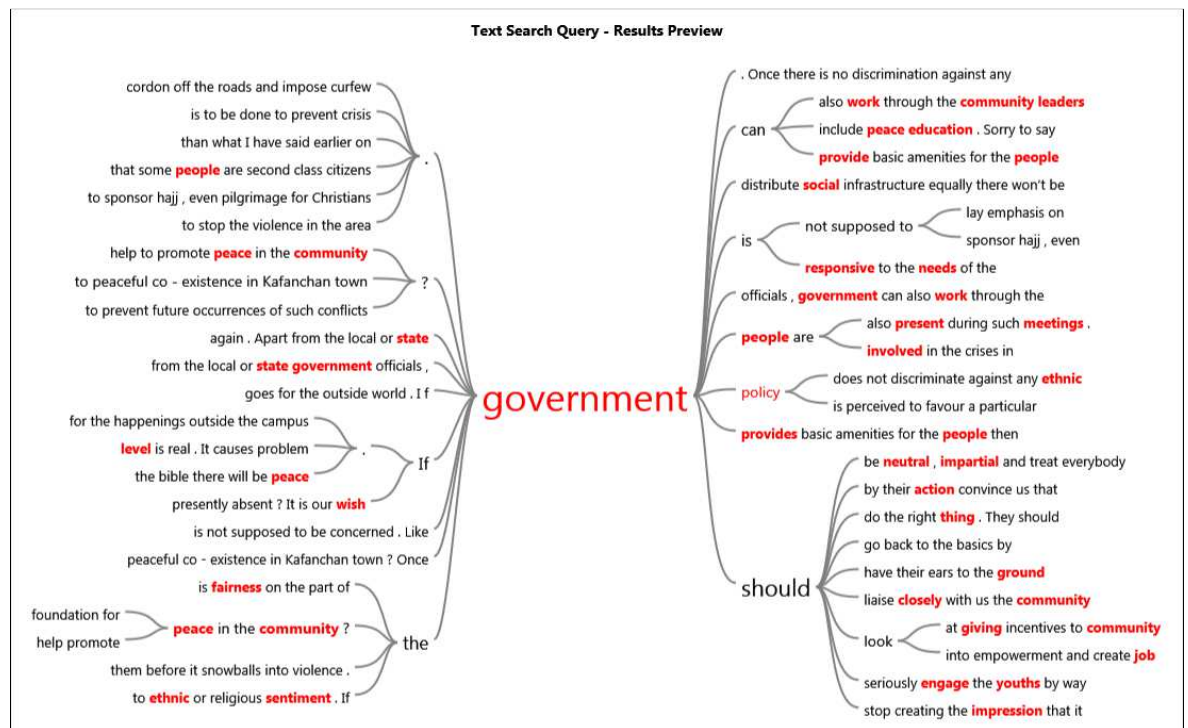 Text Search Query - Results Preview
cordon off the roads and impose curfew
is to be done to prevent crisis
than what I have said earlier on
that some people are second class citizens
to sponsor hajj , even pilgrimage for Christians
to stop the violence in the area
.
help to promote peace in the community
to peaceful co - existence in Kafanchan town
to prevent future occurrences of such conflicts
?
again . Apart from the local or state
from the local or state government officials ,
goes for the outside world . I f
for the happenings outside the campus
level is real . It causes problem
the bible there will be peace
.
presently absent ? It is our wish
If
is not supposed to be concerned . Like
peaceful co - existence in Kafanchan town ? Once
is fairness on the part of
foundation for
help promote
peace in the community ?
them before it snowballs into violence .
to ethnic or religious sentiment . If
the
government
. Once there is no discrimination against any
can
also work through the community leaders
include peace education . Sorry to say
provide basic amenities for the people
distribute social infrastructure equally there won't be
is
not supposed to
lay emphasis on
sponsor hajj , even
responsive to the needs of the
officials , government can also work through the
people are
also present during such meetings .
involved in the crises in
policy
does not discriminate against any ethnic
is perceived to favour a particular
provides basic amenities for the people then
should
be neutral , impartial and treat everybody
by their action convince us that
do the right thing . They should
go back to the basics by
have their ears to the ground
liaise closely with us the community
look
at giving incentives to community
into empowerment and create job
seriously engage the youths by way
stop creating the impression that it